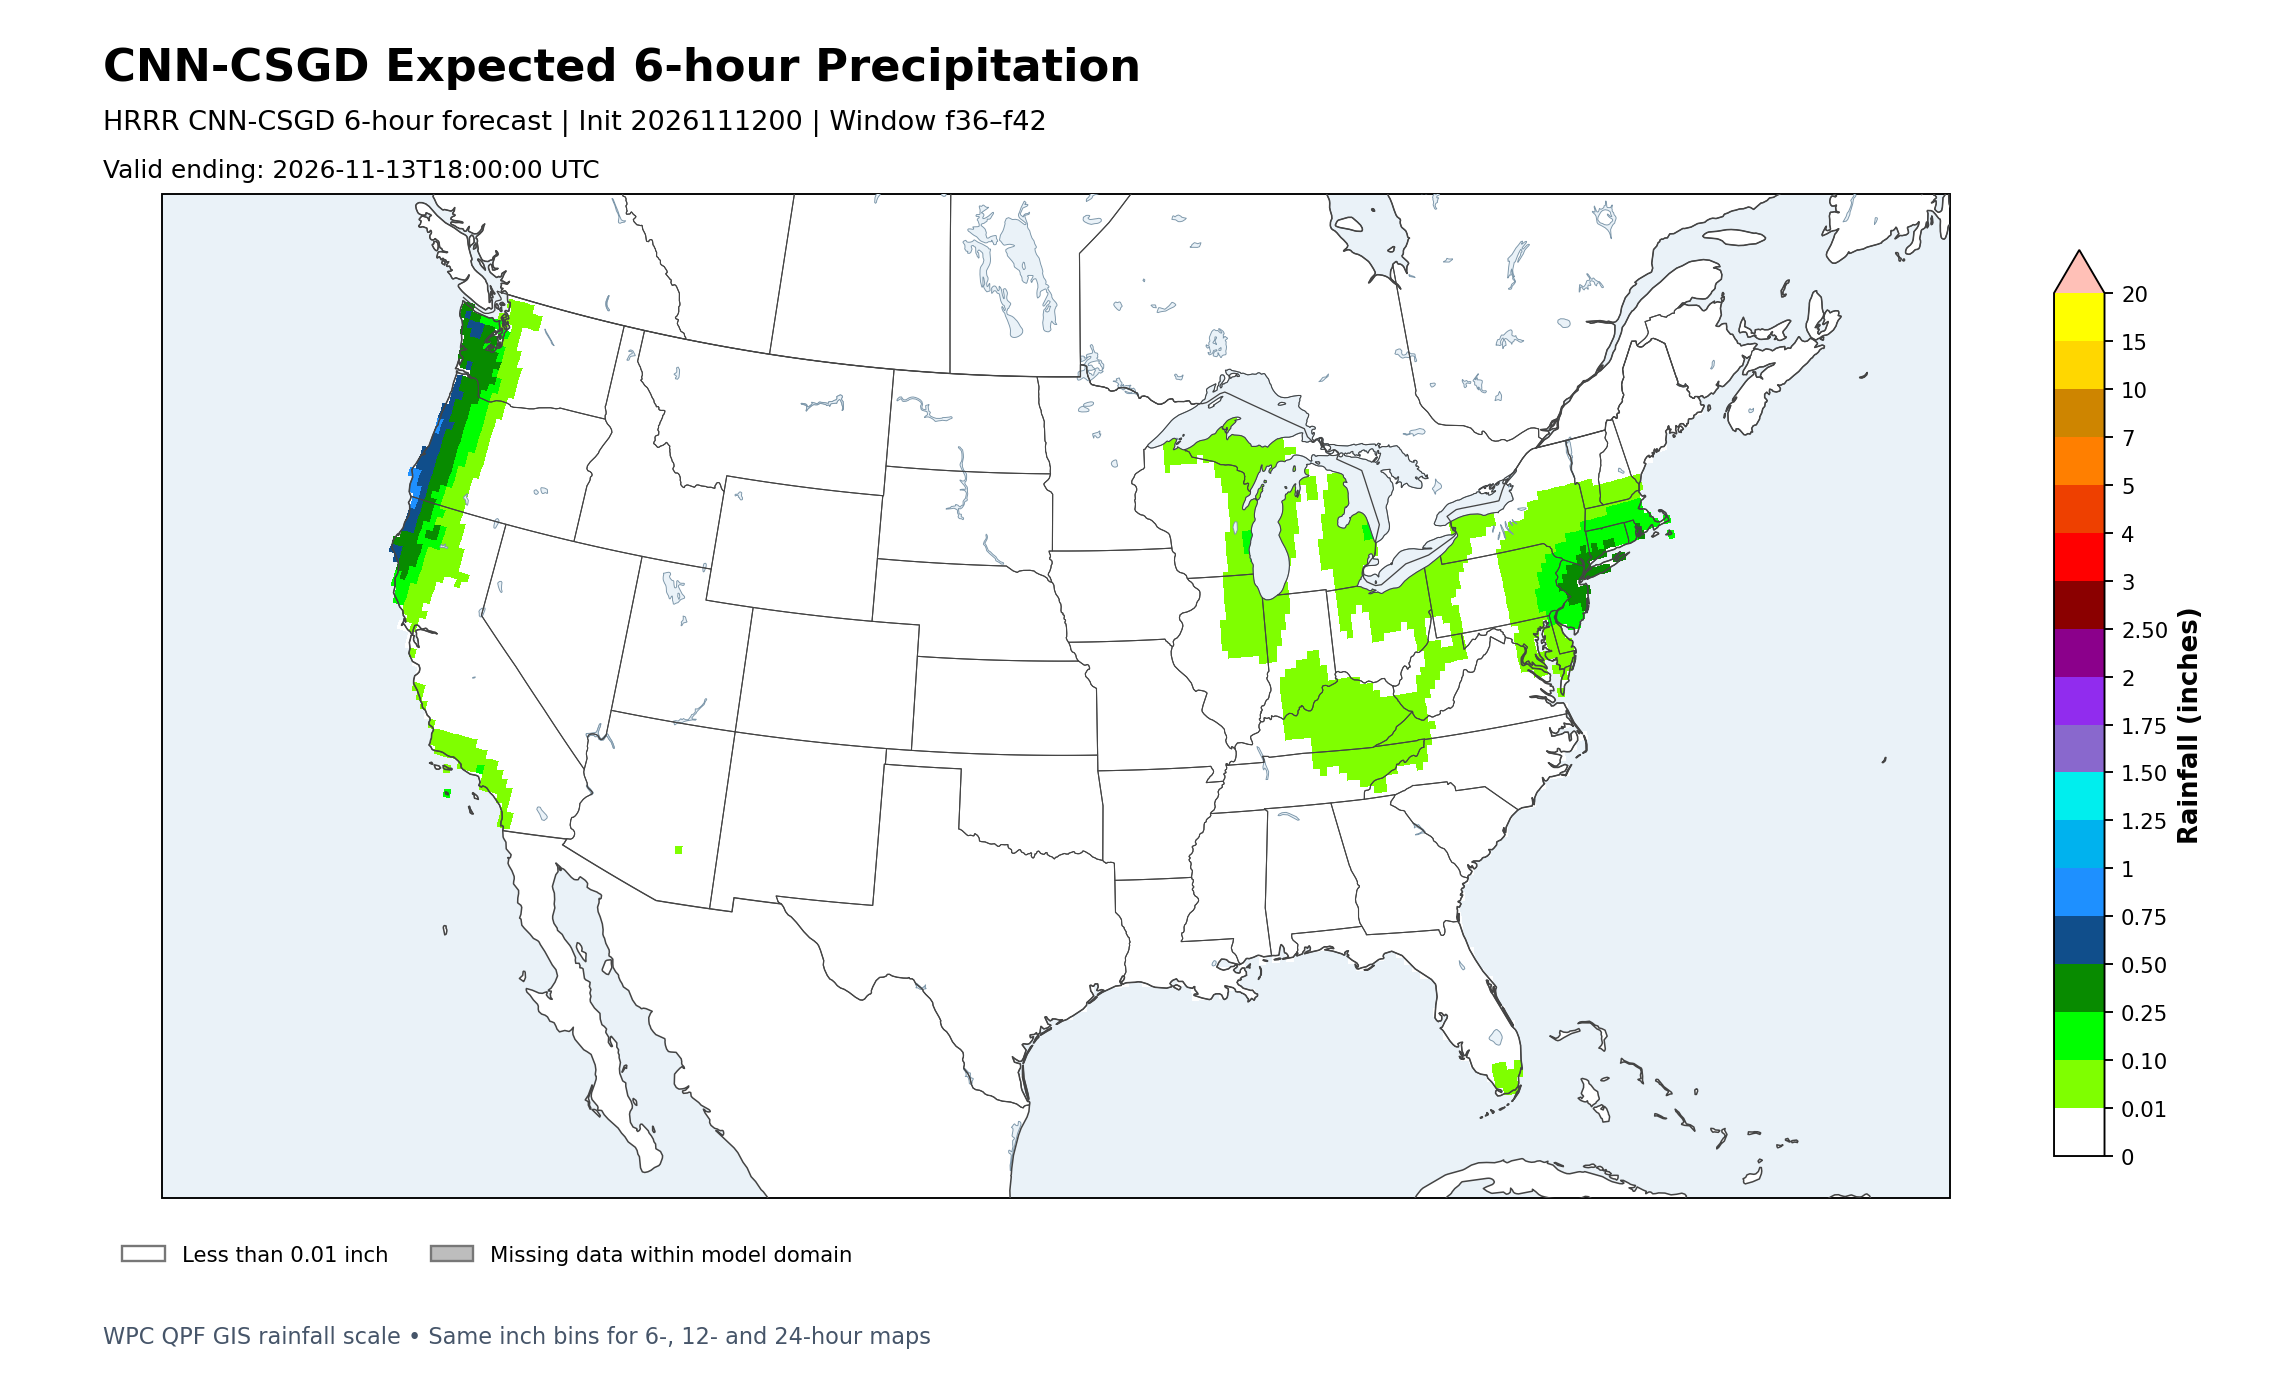 CNN-CSGD Expected 6-hour Precipitation
HRRR CNN-CSGD 6-hour forecast | Init 2026111200 | Window f36–f42
Valid ending: 2026-11-13T18:00:00 UTC
20
15
10
7
5
4
3
2.50
2
1.75
1.50
1.25
1
0.75
0.50
0.25
0.10
0.01
0
Rainfall (inches)
Less than 0.01 inch
Missing data within model domain
WPC QPF GIS rainfall scale • Same inch bins for 6-, 12- and 24-hour maps